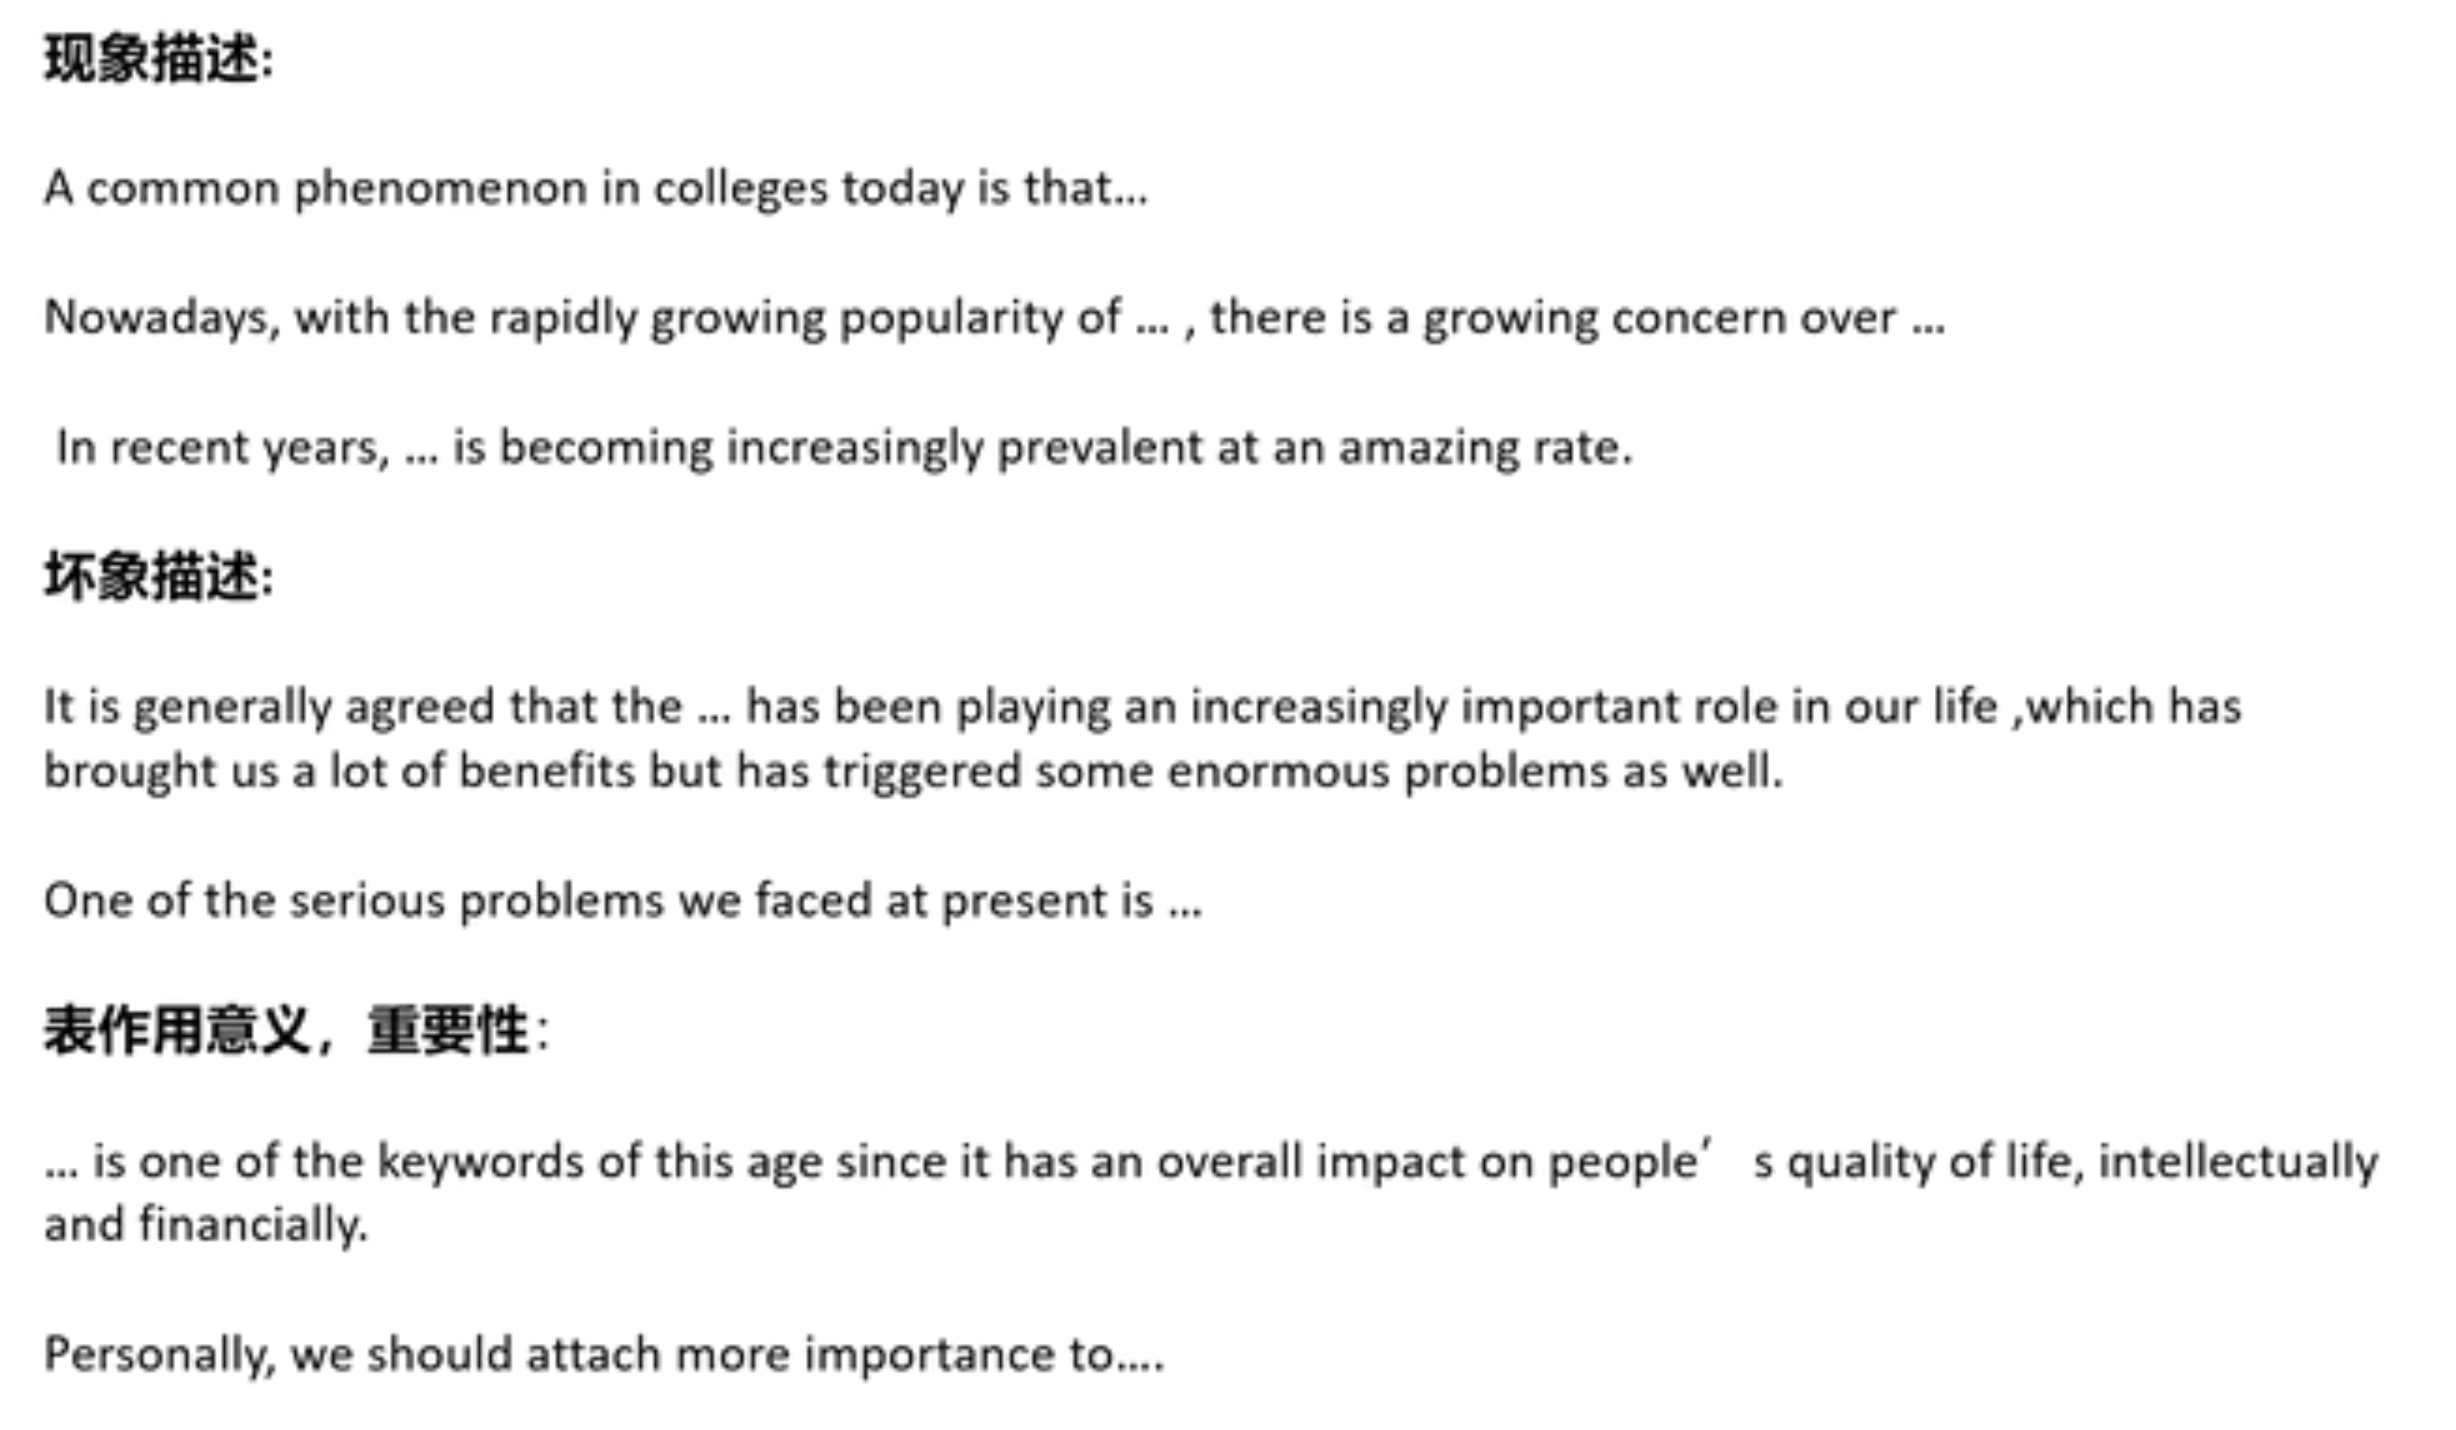 现象描述:
A common phenomenon in colleges today is that...
Nowadays, with the rapidly growing popularity of ... , there is a growing concern over ...
In recent years, ... is becoming increasingly prevalent at an amazing rate.
坏象描述:
It is generally agreed that the ... has been playing an increasingly important role in our life ,which has
brought us a lot of benefits but has triggered some enormous problems as well.
One of the serious problems we faced at present is ...
表作用意义，重要性：
... is one of the keywords of this age since it has an overall impact on people′ s quality of life, intellectually
and financially.
Personally, we should attach more importance to....